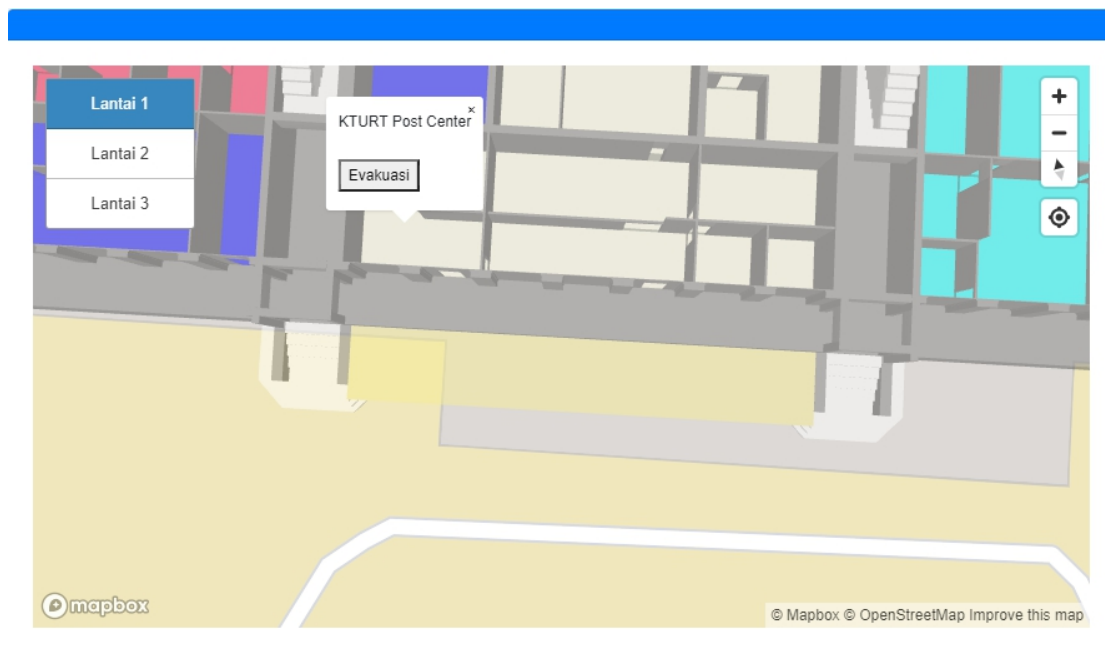 Lantai 1
Lantai 2
Lantai 3
KTURT Post Center
×
Evakuasi
+
−
mapbox
© Mapbox © OpenStreetMap Improve this map